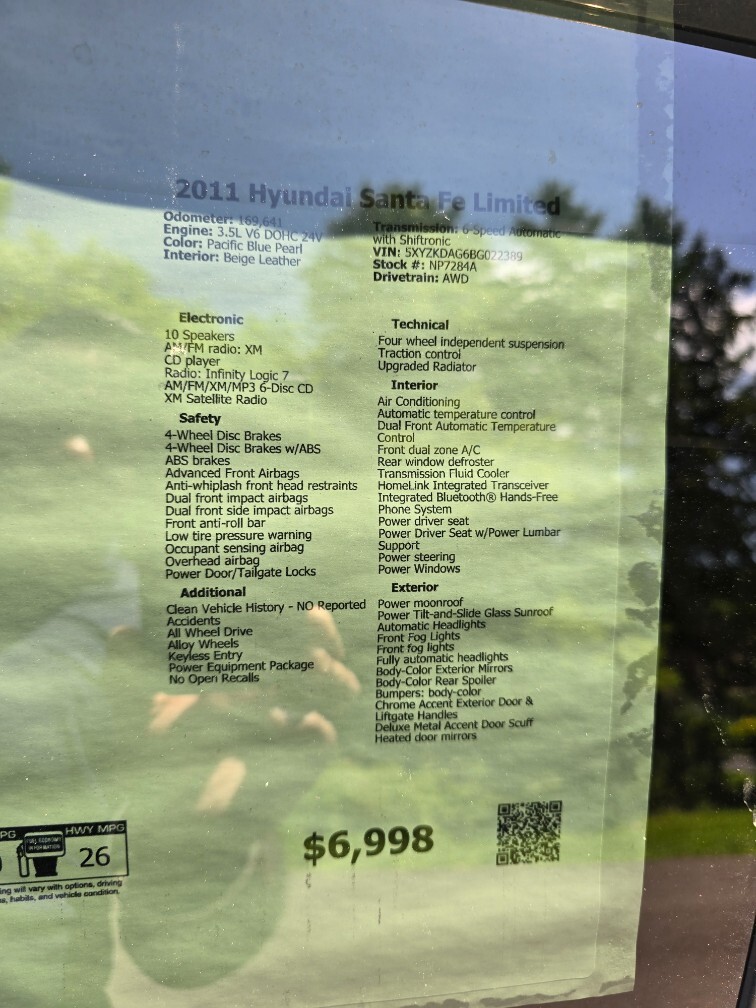 2011 Hyundai Santa Fe Limited
Odometer: 169,641
Engine: 3.5L V6 DOHC 24V
Color: Pacific Blue Pearl
Interior: Beige Leather
Transmission: 6-Speed Automatic
with Shiftronic
VIN: 5XYZKDAG6BG022389
Stock #: NP7284A
Drivetrain: AWD
Electronic
10 Speakers
AM/FM radio: XM
CD player
Radio: Infinity Logic 7
AM/FM/XM/MP3 6-Disc CD
XM Satellite Radio
Safety
4-Wheel Disc Brakes
4-Wheel Disc Brakes w/ABS
ABS brakes
Advanced Front Airbags
Anti-whiplash front head restraints
Dual front impact airbags
Dual front side impact airbags
Front anti-roll bar
Low tire pressure warning
Occupant sensing airbag
Overhead airbag
Power Door/Tailgate Locks
Additional
Clean Vehicle History - NO Reported
Accidents
All Wheel Drive
Alloy Wheels
Keyless Entry
Power Equipment Package
No Open Recalls
Technical
Four wheel independent suspension
Traction control
Upgraded Radiator
Interior
Air Conditioning
Automatic temperature control
Dual Front Automatic Temperature
Control
Front dual zone A/C
Rear window defroster
Transmission Fluid Cooler
HomeLink Integrated Transceiver
Integrated Bluetooth® Hands-Free
Phone System
Power driver seat
Power Driver Seat w/Power Lumbar
Support
Power steering
Power Windows
Exterior
Power moonroof
Power Tilt-and-Slide Glass Sunroof
Automatic Headlights
Front Fog Lights
Front fog lights
Fully automatic headlights
Body-Color Exterior Mirrors
Body-Color Rear Spoiler
Bumpers: body-color
Chrome Accent Exterior Door &
Liftgate Handles
Deluxe Metal Accent Door Scuff
Heated door mirrors
PG
HWY MPG
26
ing will vary with options, driving
s, habits, and vehicle condition.
$6,998